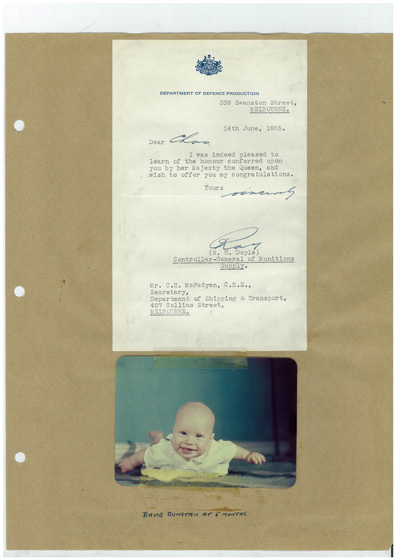 DEPARTMENT OF DEFENCE PRODUCTION
339 Swanston Street,
MELBOURNE.
14th June, 1955.
Dear
I was indeed pleased to
learn of the honour conferred upon
you by her Majesty the Queen, and
wish to offer you my congratulations.
Yours sincerely
Ray
Doyle)
Controller-General of Munitions
Supply.
Mr. C.H. McFadyen, C.B.E.,
Secretary,
Department of Shipping & Transport,
497 Collins Street,
MELBOURNE.
DAVID DUNSTAN AT 5 MONTHS